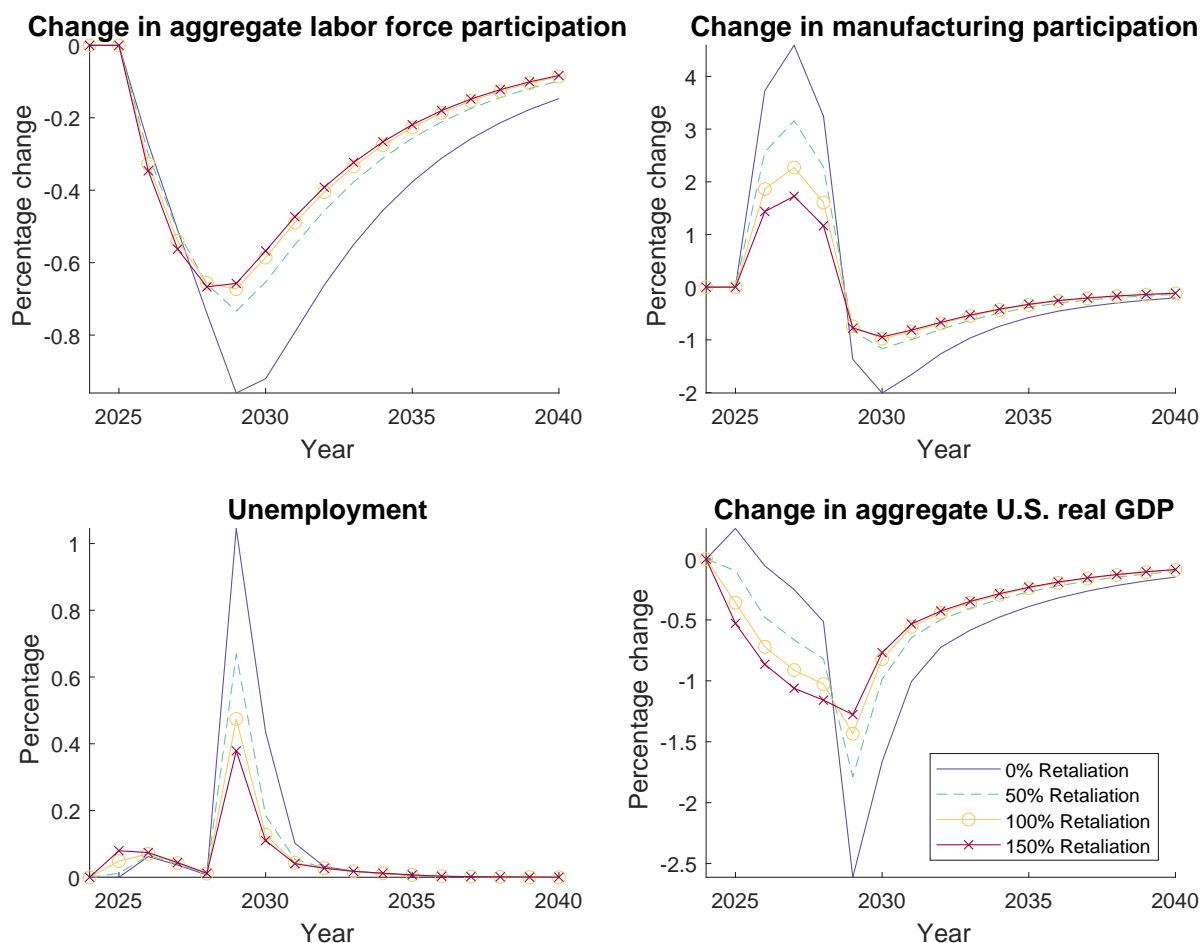 Change in aggregate labor force participation
0
-0.2
-0.4
-0.6
-0.8
Percentage change
2025
2030
2035
2040
Year
Change in manufacturing participation
4
3
2
1
0
-1
-2
Percentage change
2025
2030
2035
2040
Year
Unemployment
1
0.8
0.6
0.4
0.2
0
Percentage
2025
2030
2035
2040
Year
Change in aggregate U.S. real GDP
0
-0.5
-1
-1.5
-2
-2.5
Percentage change
2025
2030
2035
2040
Year
0% Retaliation
50% Retaliation
100% Retaliation
150% Retaliation